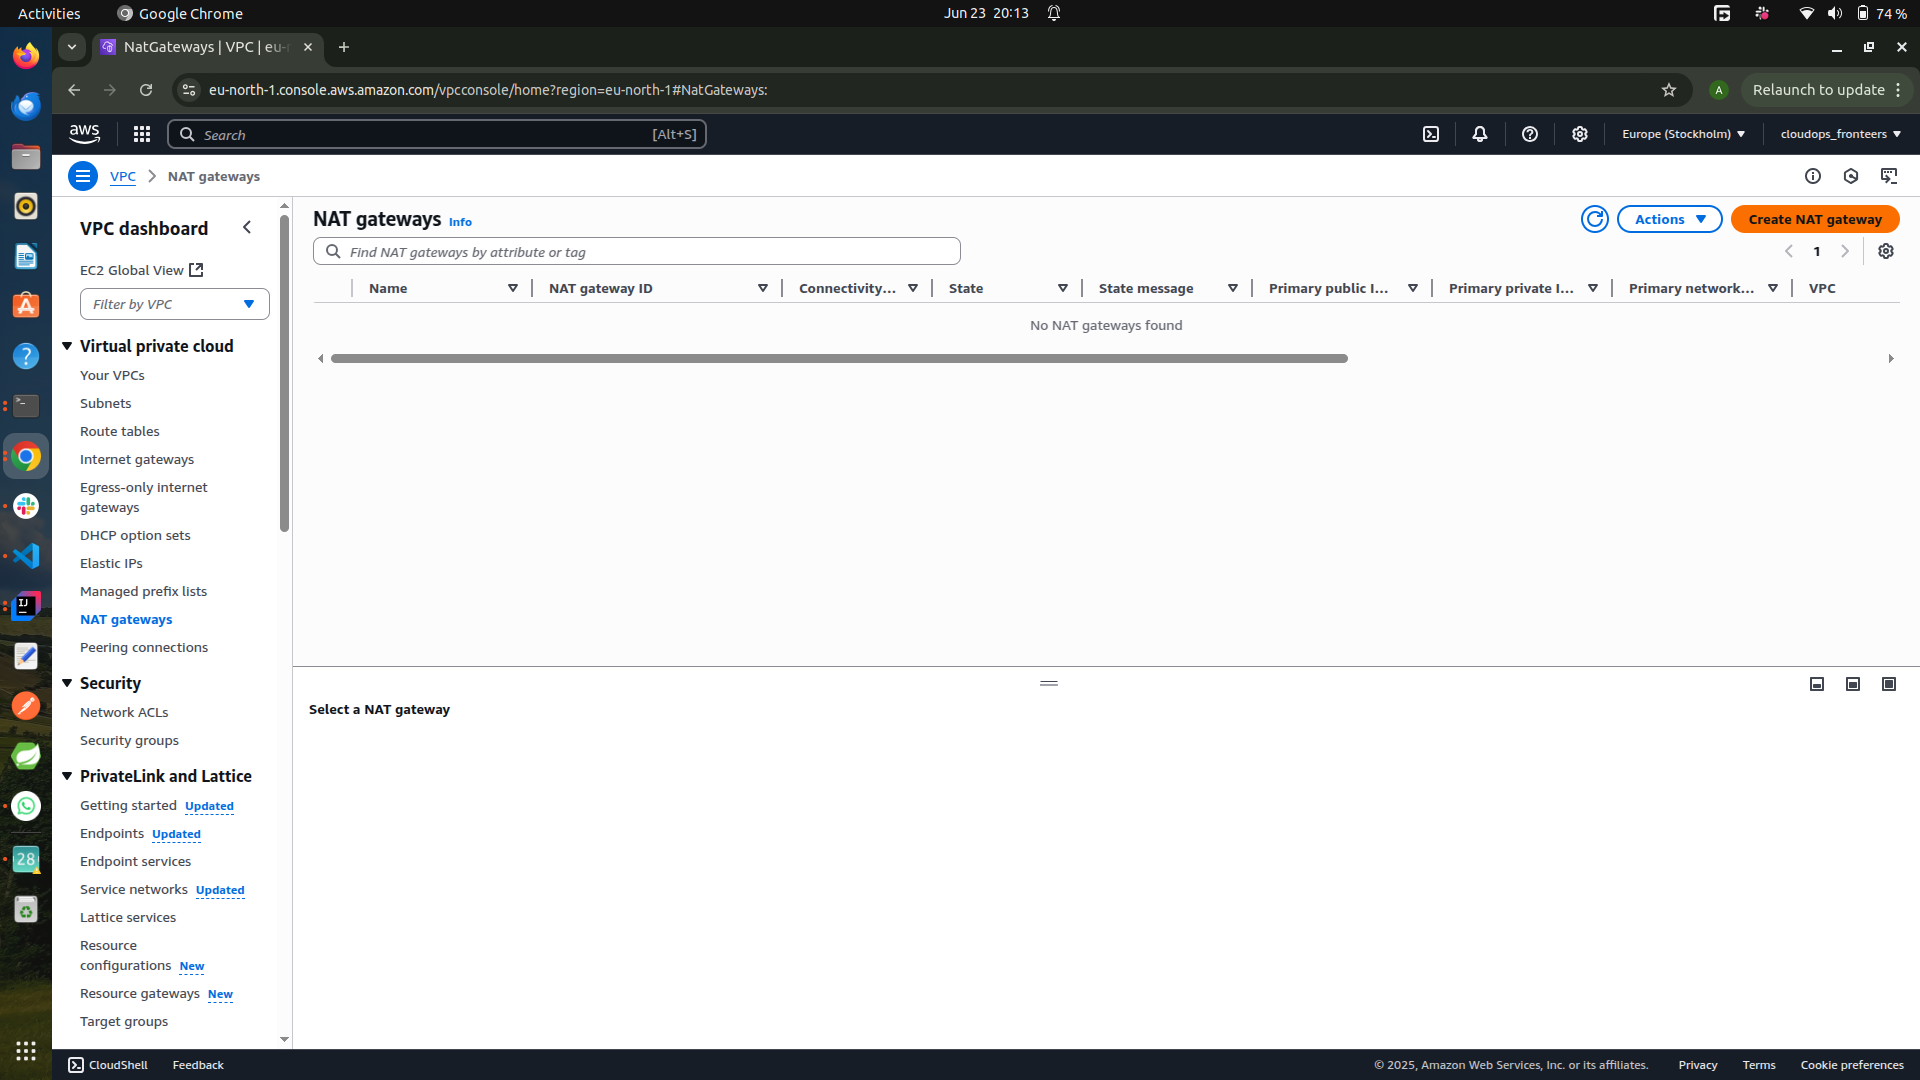 Activities
Google Chrome
Jun 23 20:13
74 %
NatGateways | VPC | eu-n
eu-north-1.console.aws.amazon.com/vpcconsole/home?region=eu-north-1#NatGateways:
A
Relaunch to update
aws
Search
[Alt+S]
Europe (Stockholm)
cloudops_fronteers
VPC
NAT gateways
VPC dashboard
EC2 Global View
Filter by VPC
Virtual private cloud
Your VPCs
Subnets
Route tables
Internet gateways
Egress-only internet
gateways
DHCP option sets
Elastic IPs
Managed prefix lists
NAT gateways
Peering connections
Security
Network ACLs
Security groups
PrivateLink and Lattice
Getting started Updated
Endpoints Updated
Endpoint services
Service networks Updated
Lattice services
Resource
configurations New
Resource gateways New
Target groups
NAT gateways Info
Actions
Create NAT gateway
Find NAT gateways by attribute or tag
1
Name
NAT gateway ID
Connectivity...
State
State message
Primary public I...
Primary private I...
Primary network...
VPC
No NAT gateways found
Select a NAT gateway
IJ
28
CloudShell
Feedback
© 2025, Amazon Web Services, Inc. or its affiliates.
Privacy
Terms
Cookie preferences